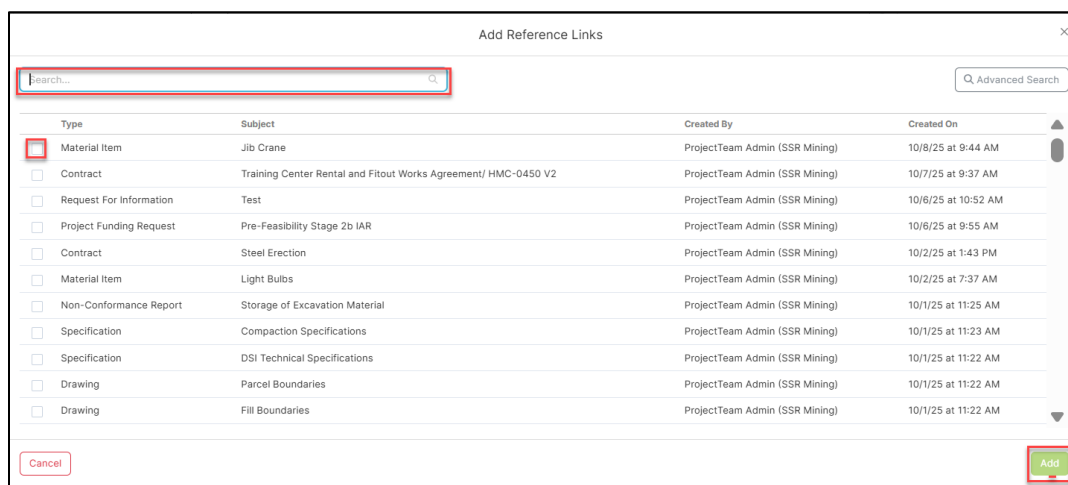 Add Reference Links
Search...
Advanced Search
Type Subject Created By Created On
Material Item Jib Crane ProjectTeam Admin (SSR Mining) 10/8/25 at 9:44 AM
Contract Training Center Rental and Fitout Works Agreement/ HMC-0450 V2 ProjectTeam Admin (SSR Mining) 10/7/25 at 9:37 AM
Request For Information Test ProjectTeam Admin (SSR Mining) 10/6/25 at 10:52 AM
Project Funding Request Pre-Feasibility Stage 2b IAR ProjectTeam Admin (SSR Mining) 10/6/25 at 9:55 AM
Contract Steel Erection ProjectTeam Admin (SSR Mining) 10/2/25 at 1:43 PM
Material Item Light Bulbs ProjectTeam Admin (SSR Mining) 10/2/25 at 7:37 AM
Non-Conformance Report Storage of Excavation Material ProjectTeam Admin (SSR Mining) 10/1/25 at 11:25 AM
Specification Compaction Specifications ProjectTeam Admin (SSR Mining) 10/1/25 at 11:23 AM
Specification DSI Technical Specifications ProjectTeam Admin (SSR Mining) 10/1/25 at 11:22 AM
Drawing Parcel Boundaries ProjectTeam Admin (SSR Mining) 10/1/25 at 11:22 AM
Drawing Fill Boundaries ProjectTeam Admin (SSR Mining) 10/1/25 at 11:22 AM
Cancel Add